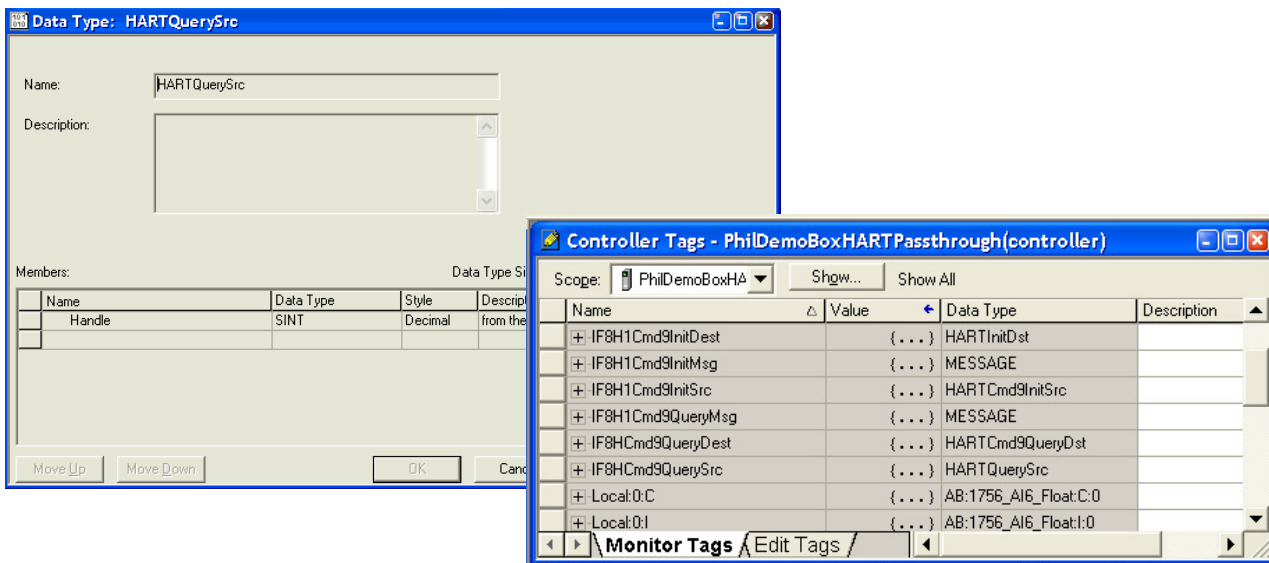 Data Type: HARTQuerySrc
Name: HARTQuerySrc
Description:
Members: Data Type Si
Name Data Type Style Descript
Handle SINT Decimal from the
Move Up Move Down OK Canc
Controller Tags - PhilDemoBoxHARTPassthrough(controller)
Scope: PhilDemoBoxHA Show... Show All
Name Value Data Type Description
IF8H1Cmd9InitDest {...} HARTInitDst
IF8H1Cmd9InitMsg {...} MESSAGE
IF8H1Cmd9InitSrc {...} HARTCmd9InitSrc
IF8H1Cmd9QueryMsg {...} MESSAGE
IF8HCmd9QueryDest {...} HARTCmd9QueryDst
IF8HCmd9QuerySrc {...} HARTQuerySrc
Local:0:C {...} AB:1756_AI6_Float:C:0
Local:0:I {...} AB:1756_AI6_Float:I:0
Monitor Tags Edit Tags